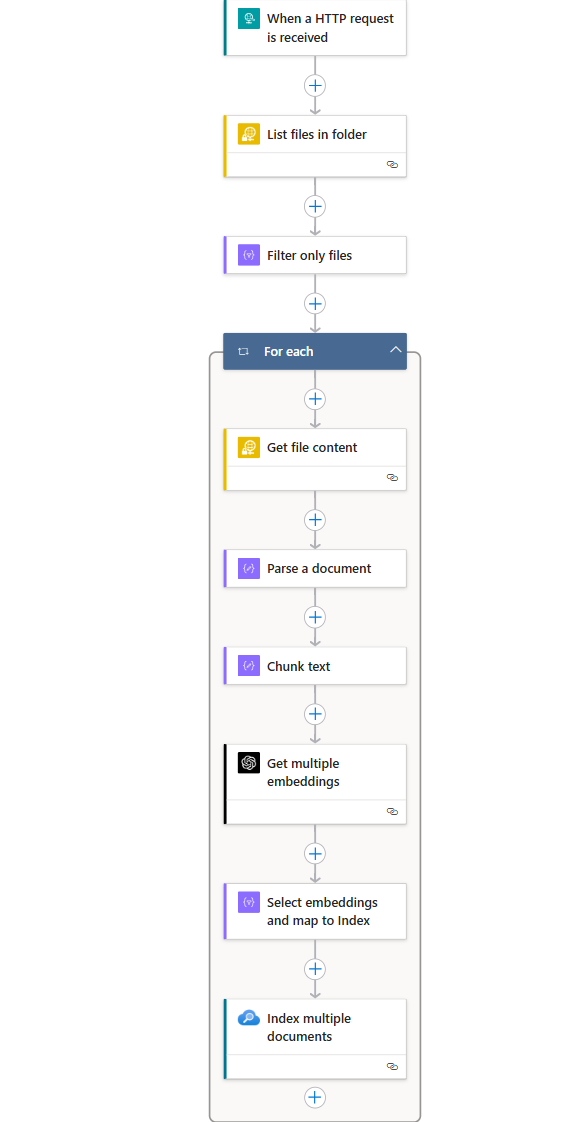 When a HTTP request
is received
List files in folder
Filter only files
For each
Get file content
Parse a document
Chunk text
Get multiple
embeddings
Select embeddings
and map to Index
Index multiple
documents